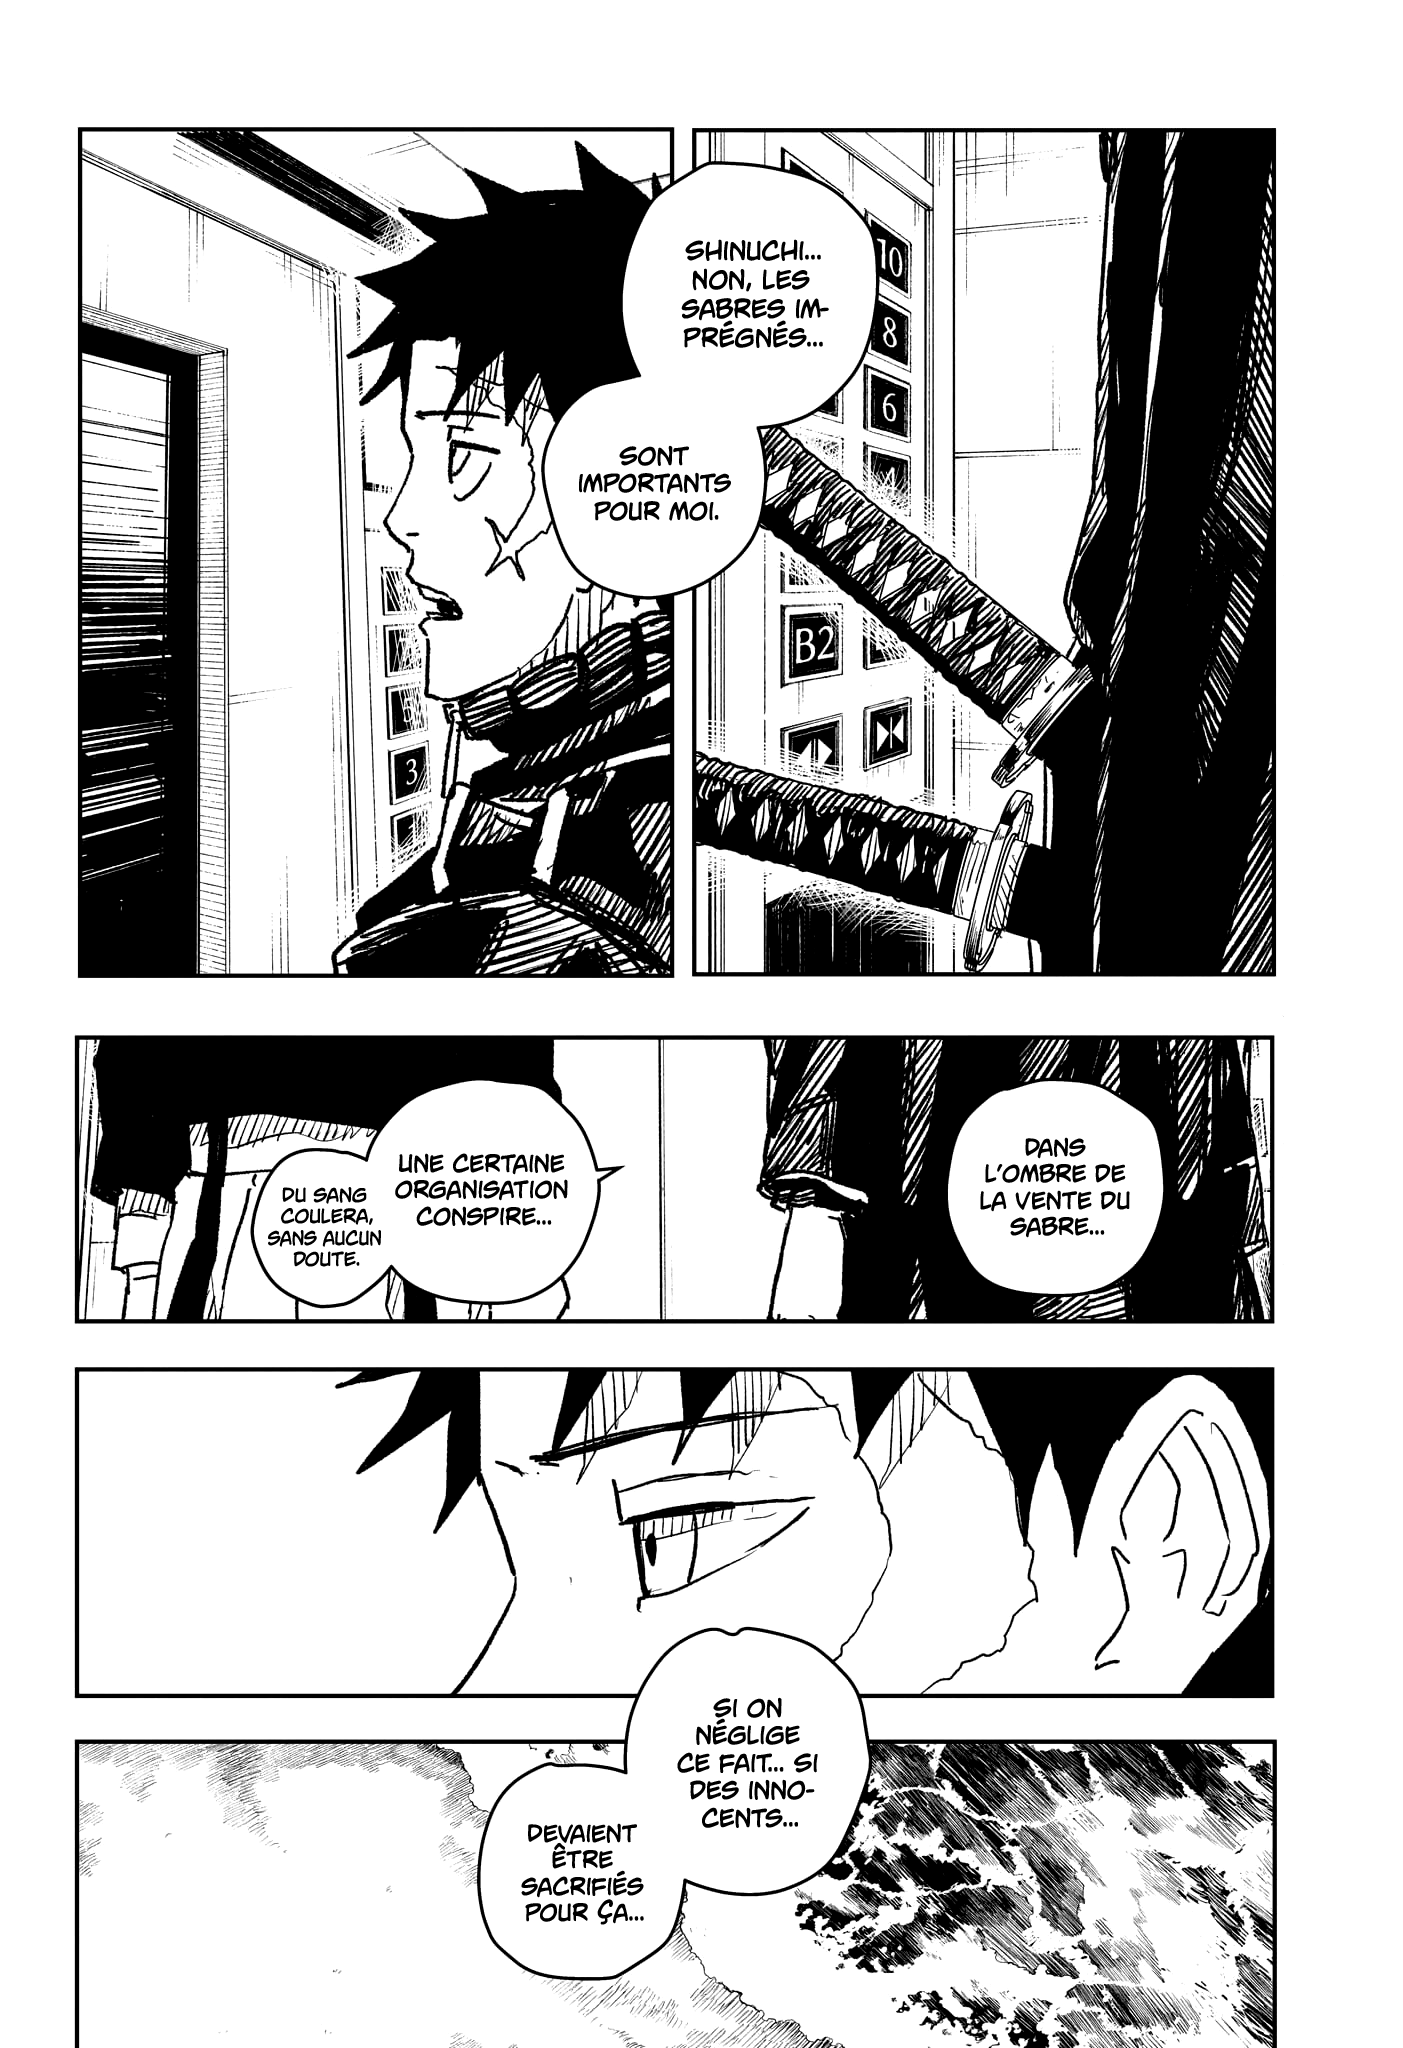 SHINUCHI...
NON, LES
SABRES IM-
PRÉGNÉS...
SONT
IMPORTANTS
POUR MOI.
10
8
6
B2
3
DANS
L'OMBRE DE
LA VENTE DU
SABRE...
UNE CERTAINE
ORGANISATION
CONSPIRE...
DU SANG
COULERA,
SANS AUCUN
DOUTE.
SI ON
NÉGLIGE
CE FAIT... SI
DES INNO-
CENTS...
DEVAIENT
ÊTRE
SACRIFIÉS
POUR ÇA...